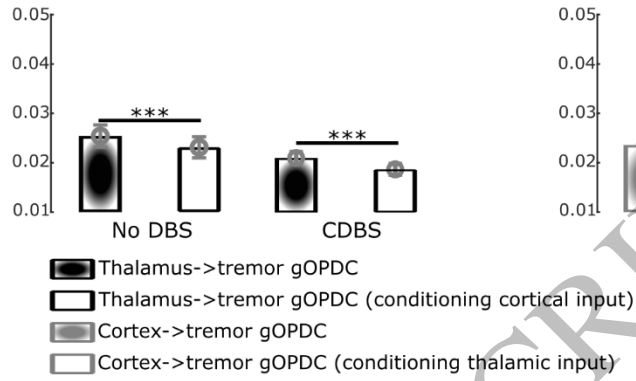 0.05
0.04
0.03
0.02
0.01
***
***
No DBS
CDBS
0.05
0.04
0.03
0.02
0.01
Thalamus->tremor gOPDC
Thalamus->tremor gOPDC (conditioning cortical input)
Cortex->tremor gOPDC
Cortex->tremor gOPDC (conditioning thalamic input)